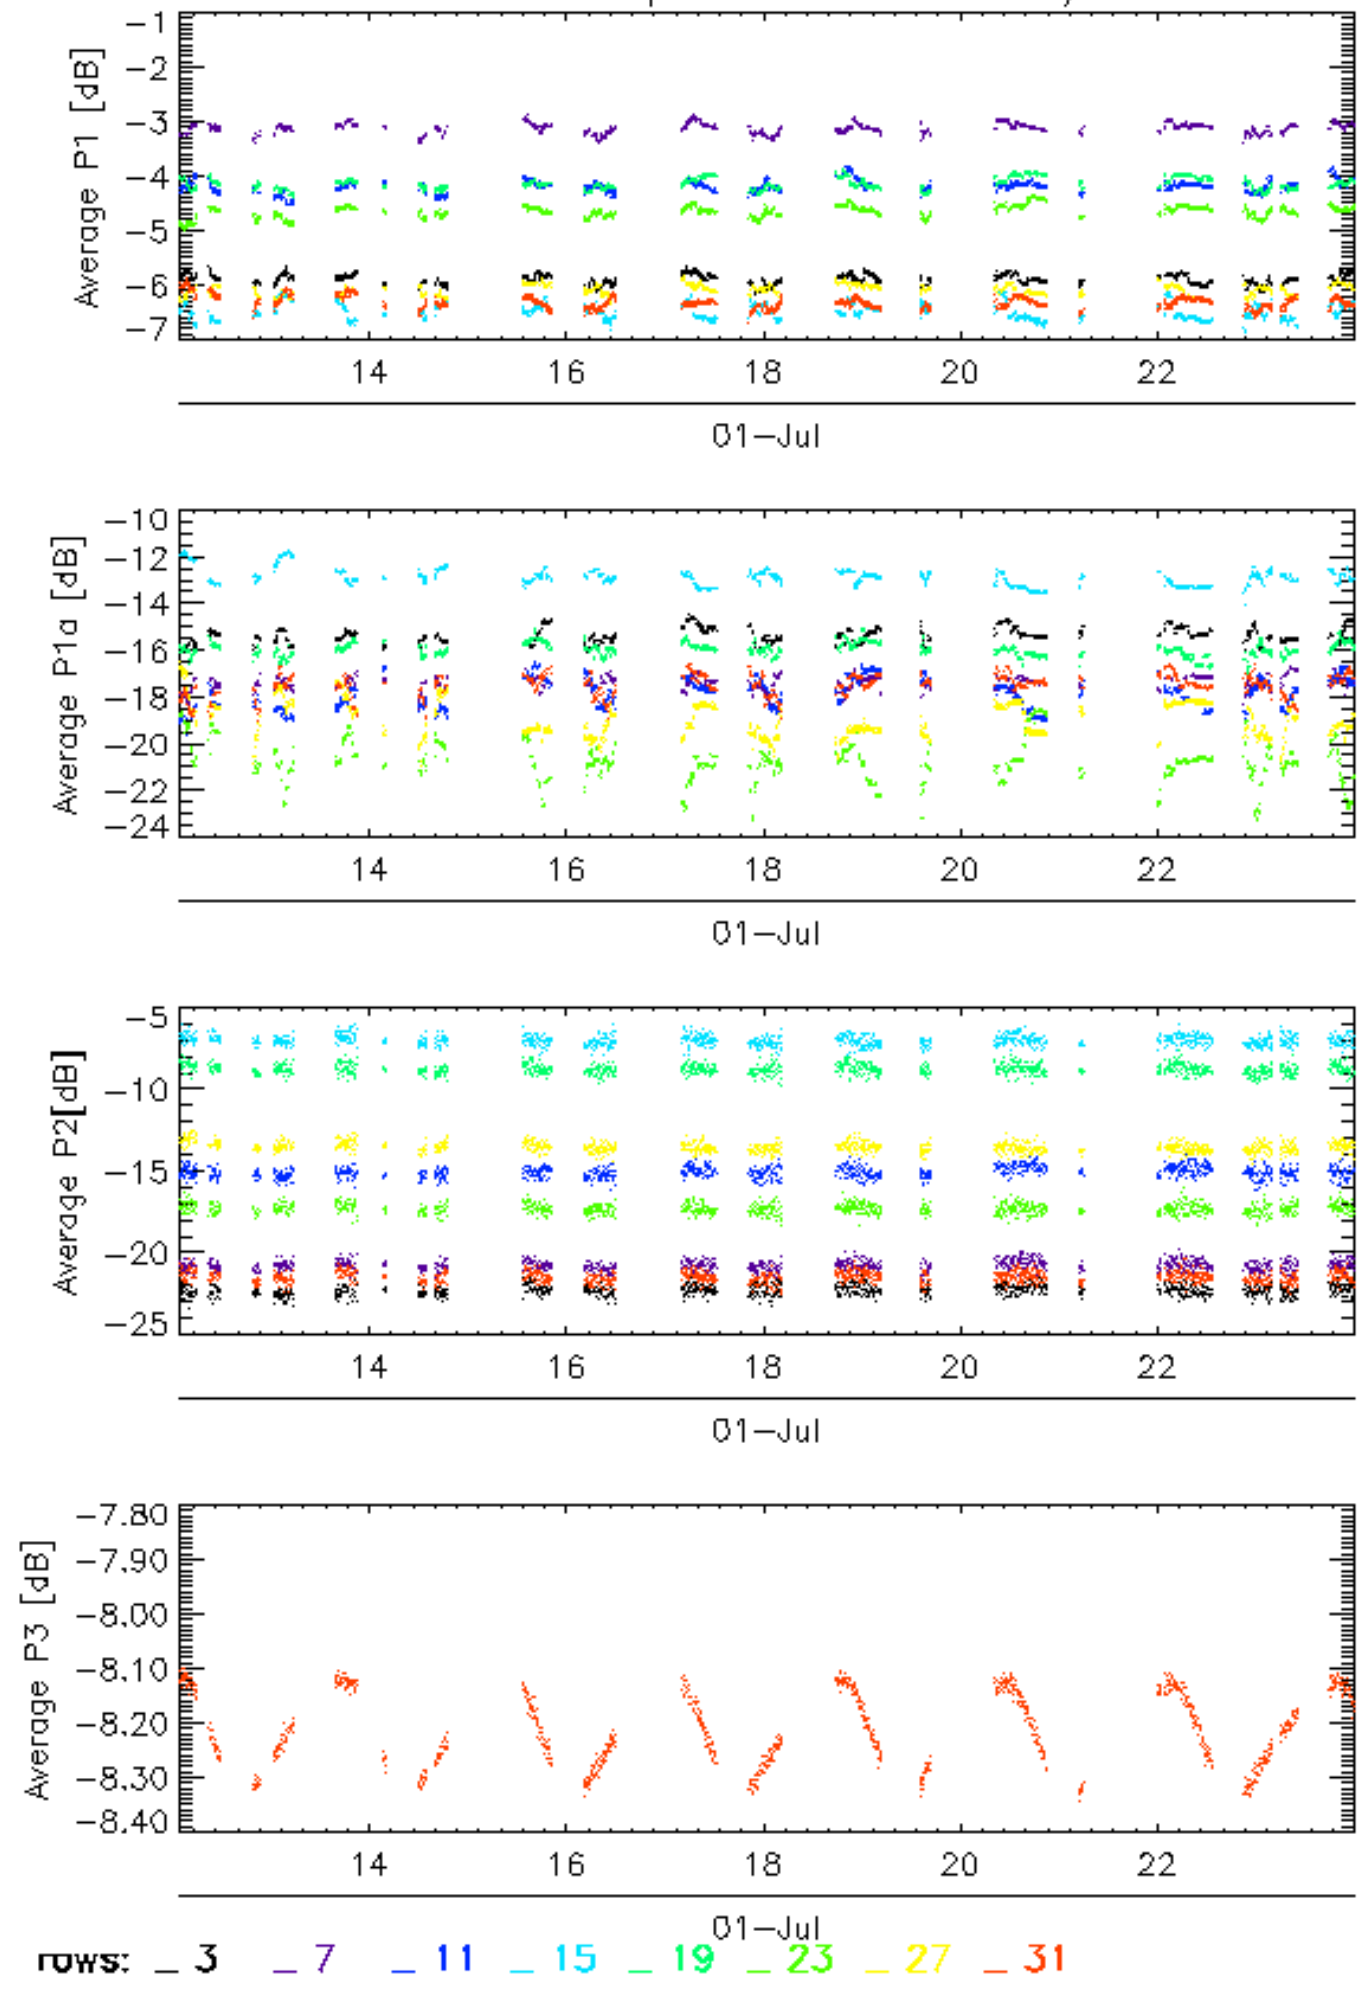 Average P1 [dB]
-1
-2
-3
-4
-5
-6
-7
14 16 18 20 22
01-Jul
Average P1a [dB]
-10
-12
-14
-16
-18
-20
-22
-24
14 16 18 20 22
01-Jul
Average P2[dB]
-5
-10
-15
-20
-25
14 16 18 20 22
01-Jul
Average P3 [dB]
-7.80
-7.90
-8.00
-8.10
-8.20
-8.30
-8.40
14 16 18 20 22
01-Jul
rows: _ 3 _ 7 _ 11 _ 15 _ 19 _ 23 _ 27 _ 31